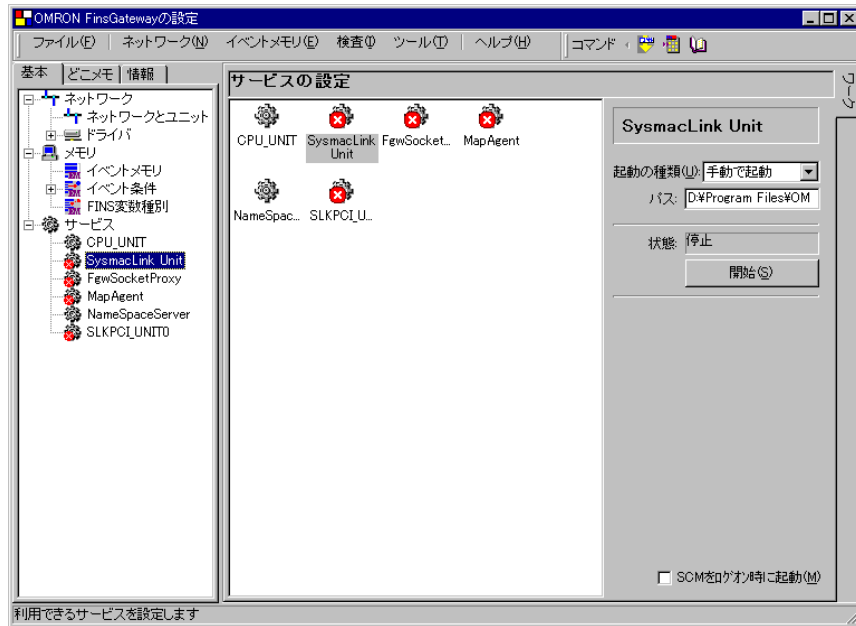 OMRON FinsGatewayの設定
ファイル(F) ネットワーク(N) イベントメモリ(E) 検査(I) ツール(T) ヘルプ(H) コマンド
基本 どこメモ 情報
ネットワーク
ネットワークとユニット
ドライバ
メモリ
イベントメモリ
イベント条件
FINS変数種別
サービス
CPU_UNIT
SysmacLink Unit
FgwSocketProxy
MapAgent
NameSpaceServer
SLKPCI_UNIT0
サービスの設定
CPU_UNIT SysmacLink Unit FgwSocket... MapAgent
NameSpac... SLKPCI_U...
SysmacLink Unit
起動の種類(U): 手動で起動
パス: D:¥Program Files¥OM
状態: 停止
開始(S)
SCMをログオン時に起動(M)
ワーク
利用できるサービスを設定します